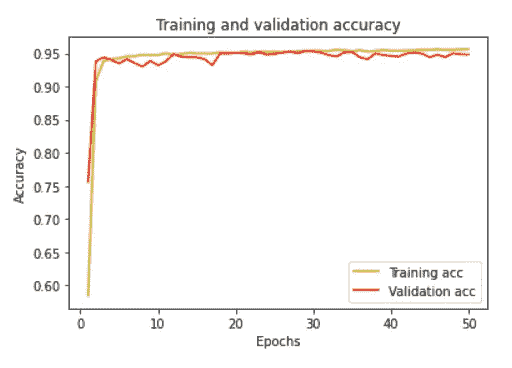 Training and validation accuracy
0.95
0.90
0.85
0.80
0.75
0.70
0.65
0.60
Accuracy
Training acc
Validation acc
0 10 20 30 40 50
Epochs